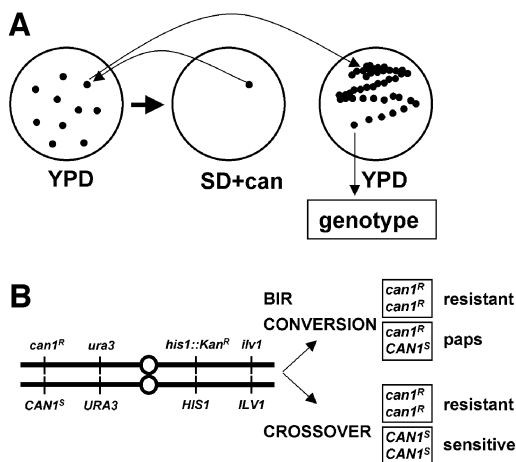 A
YPD
SD+can
YPD
genotype
B
can1R ura3 his1::KanR ilv1
CAN1S URA3 HIS1 ILV1
BIR
CONVERSION
can1R
can1R
resistant
can1R
CAN1S
paps
CROSSOVER
can1R
can1R
resistant
CAN1S
CAN1S
sensitive